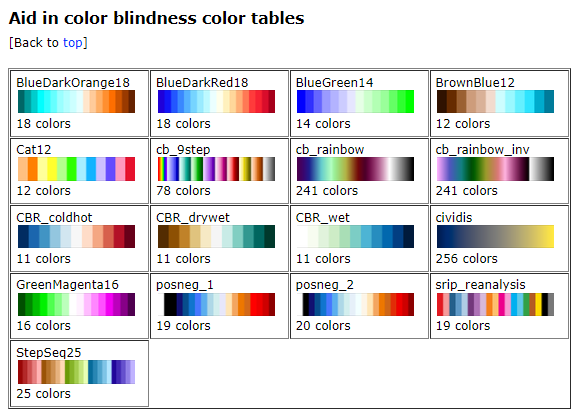 Aid in color blindness color tables
[Back to top]
BlueDarkOrange18
18 colors
BlueDarkRed18
18 colors
BlueGreen14
14 colors
BrownBlue12
12 colors
Cat12
12 colors
cb_9step
78 colors
cb_rainbow
241 colors
cb_rainbow_inv
241 colors
CBR_coldhot
11 colors
CBR_drywet
11 colors
CBR_wet
11 colors
cividis
256 colors
GreenMagenta16
16 colors
posneg_1
19 colors
posneg_2
20 colors
srip_reanalysis
19 colors
StepSeq25
25 colors